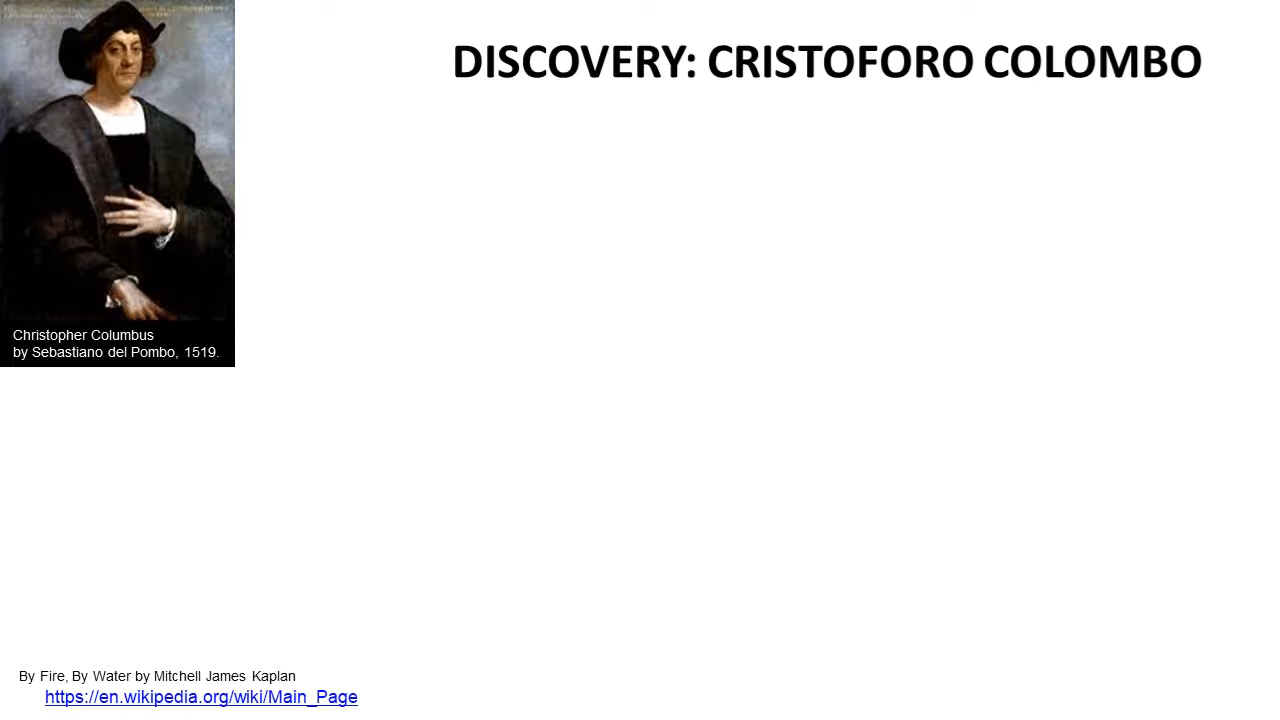 DISCOVERY: CRISTOFORO COLOMBO
Christopher Columbus
by Sebastiano del Pombo, 1519.
By Fire, By Water by Mitchell James Kaplan
https://en.wikipedia.org/wiki/Main_Page